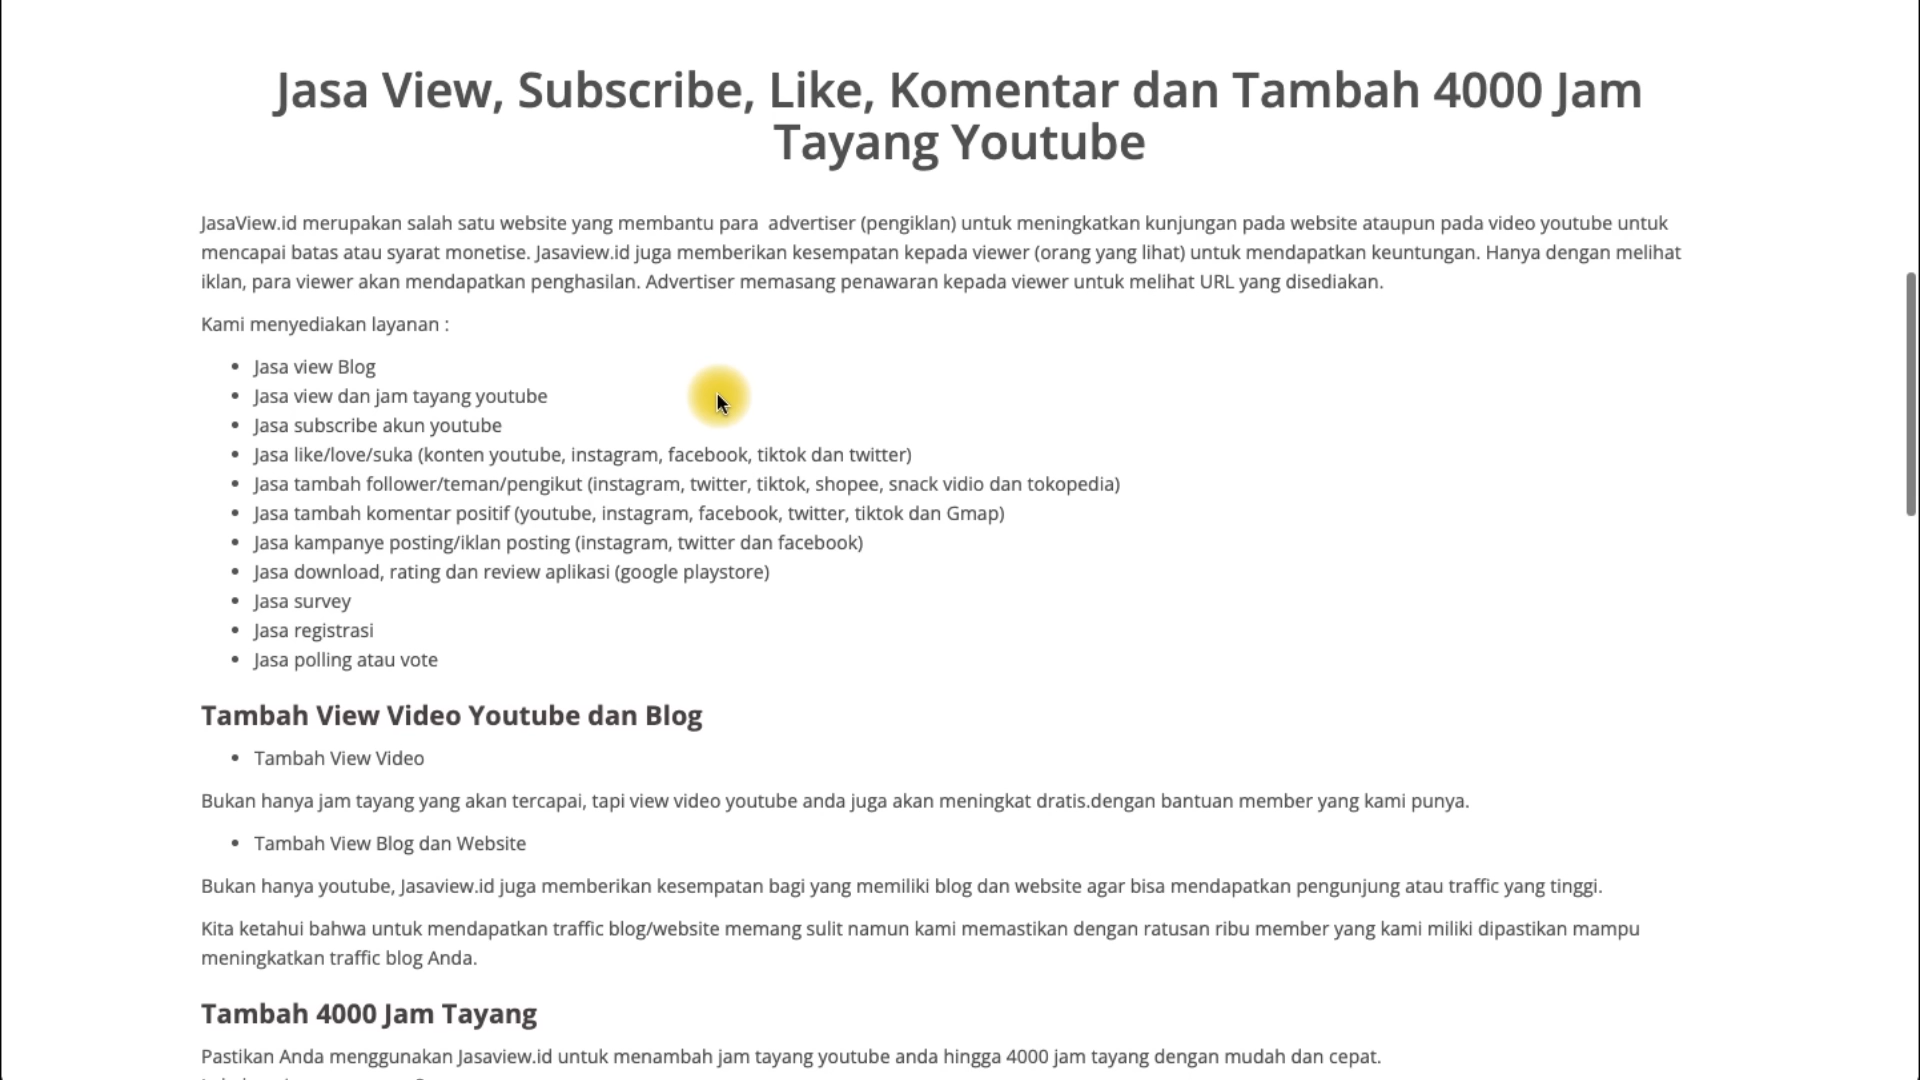 Jasa View, Subscribe, Like, Komentar dan Tambah 4000 Jam
Tayang Youtube
JasaView.id merupakan salah satu website yang membantu para  advertiser (pengiklan) untuk meningkatkan kunjungan pada website ataupun pada video youtube untuk
mencapai batas atau syarat monetise. Jasaview.id juga memberikan kesempatan kepada viewer (orang yang lihat) untuk mendapatkan keuntungan. Hanya dengan melihat
iklan, para viewer akan mendapatkan penghasilan. Advertiser memasang penawaran kepada viewer untuk melihat URL yang disediakan.
Kami menyediakan layanan :
• Jasa view Blog
• Jasa view dan jam tayang youtube
• Jasa subscribe akun youtube
• Jasa like/love/suka (konten youtube, instagram, facebook, tiktok dan twitter)
• Jasa tambah follower/teman/pengikut (instagram, twitter, tiktok, shopee, snack vidio dan tokopedia)
• Jasa tambah komentar positif (youtube, instagram, facebook, twitter, tiktok dan Gmap)
• Jasa kampanye posting/iklan posting (instagram, twitter dan facebook)
• Jasa download, rating dan review aplikasi (google playstore)
• Jasa survey
• Jasa registrasi
• Jasa polling atau vote
Tambah View Video Youtube dan Blog
• Tambah View Video
Bukan hanya jam tayang yang akan tercapai, tapi view video youtube anda juga akan meningkat dratis.dengan bantuan member yang kami punya.
• Tambah View Blog dan Website
Bukan hanya youtube, Jasaview.id juga memberikan kesempatan bagi yang memiliki blog dan website agar bisa mendapatkan pengunjung atau traffic yang tinggi.
Kita ketahui bahwa untuk mendapatkan traffic blog/website memang sulit namun kami memastikan dengan ratusan ribu member yang kami miliki dipastikan mampu
meningkatkan traffic blog Anda.
Tambah 4000 Jam Tayang
Pastikan Anda menggunakan Jasaview.id untuk menambah jam tayang youtube anda hingga 4000 jam tayang dengan mudah dan cepat.